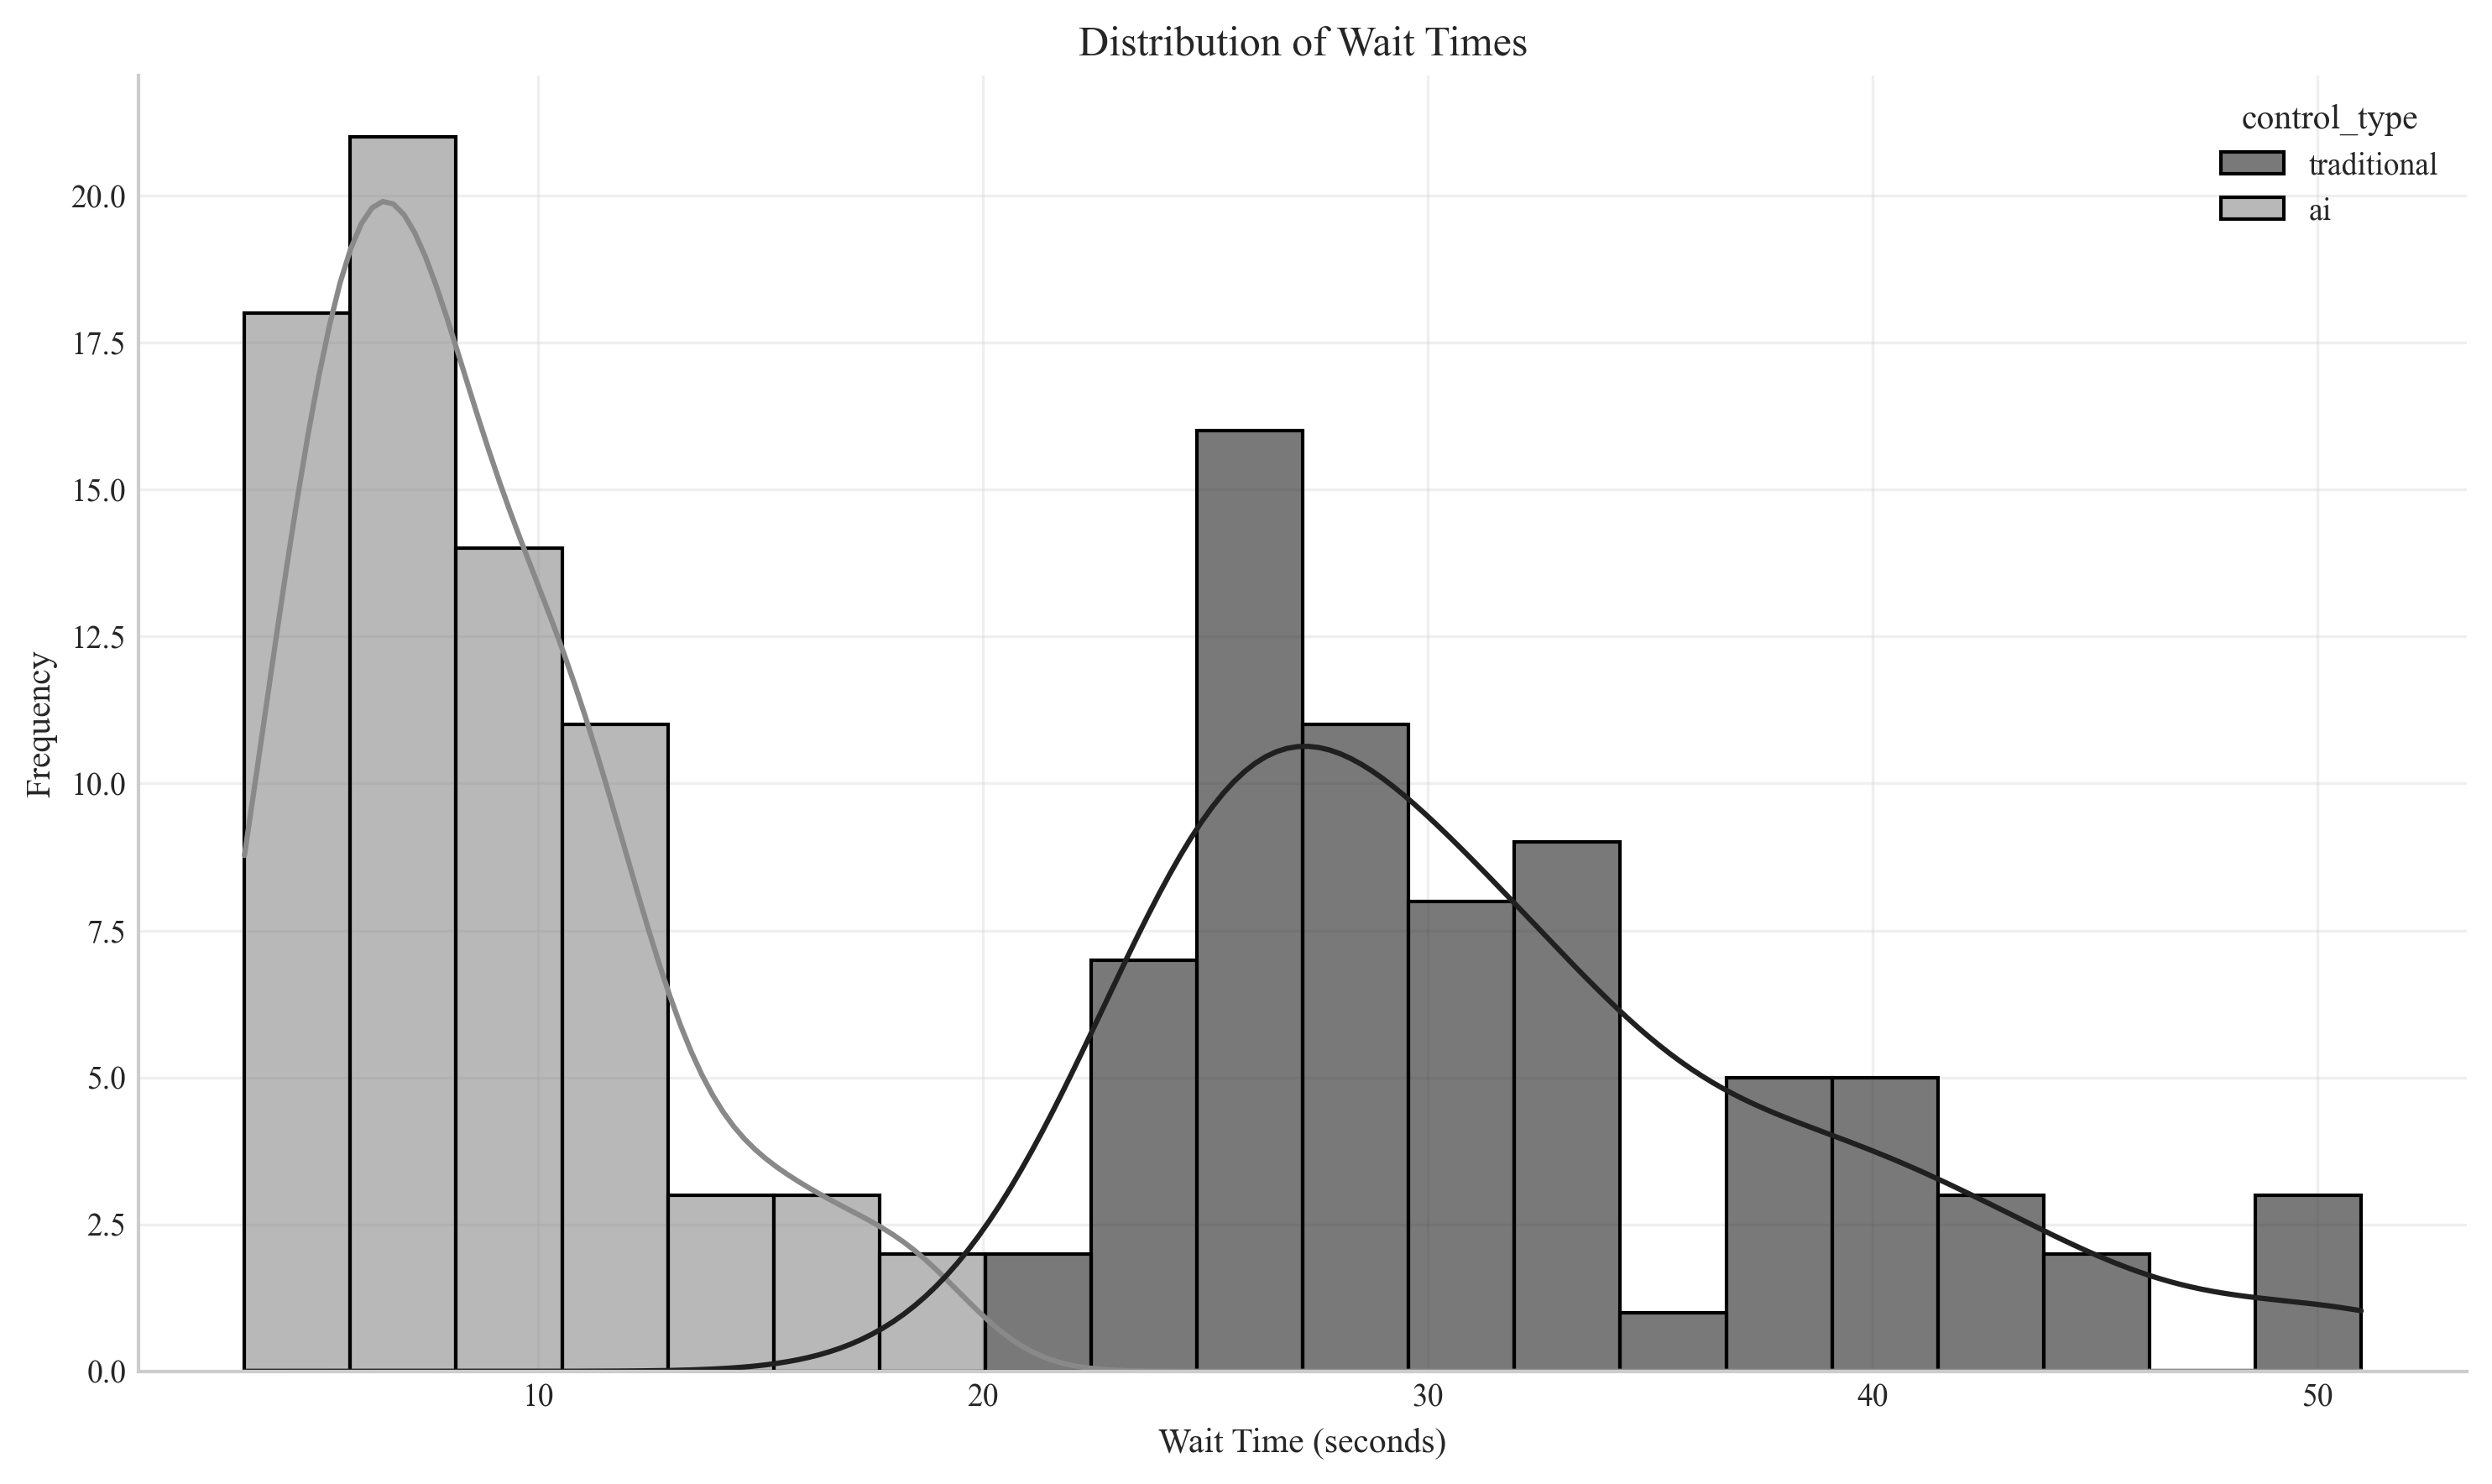 Distribution of Wait Times
control_type
traditional
ai
Frequency
20.0
17.5
15.0
12.5
10.0
7.5
5.0
2.5
0.0
10 20 30 40 50
Wait Time (seconds)